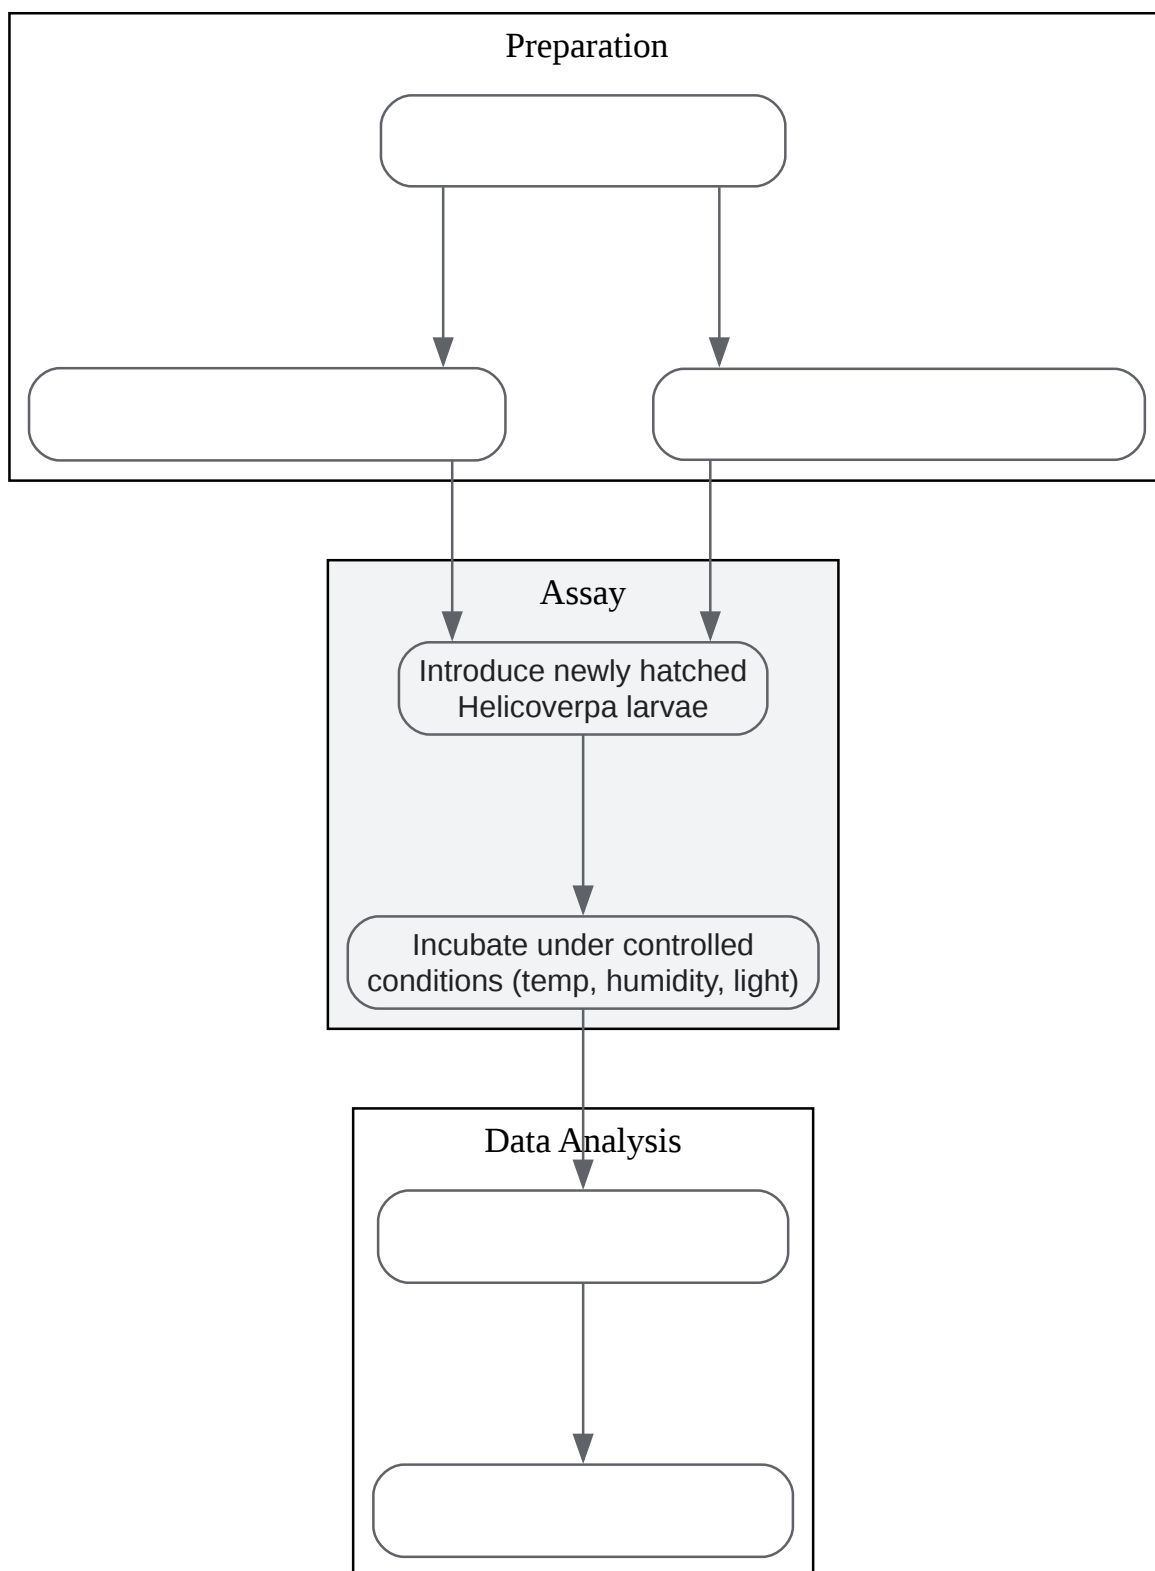 Preparation
Assay
Introduce newly hatched
Helicoverpa larvae
Incubate under controlled
conditions (temp, humidity, light)
Data Analysis